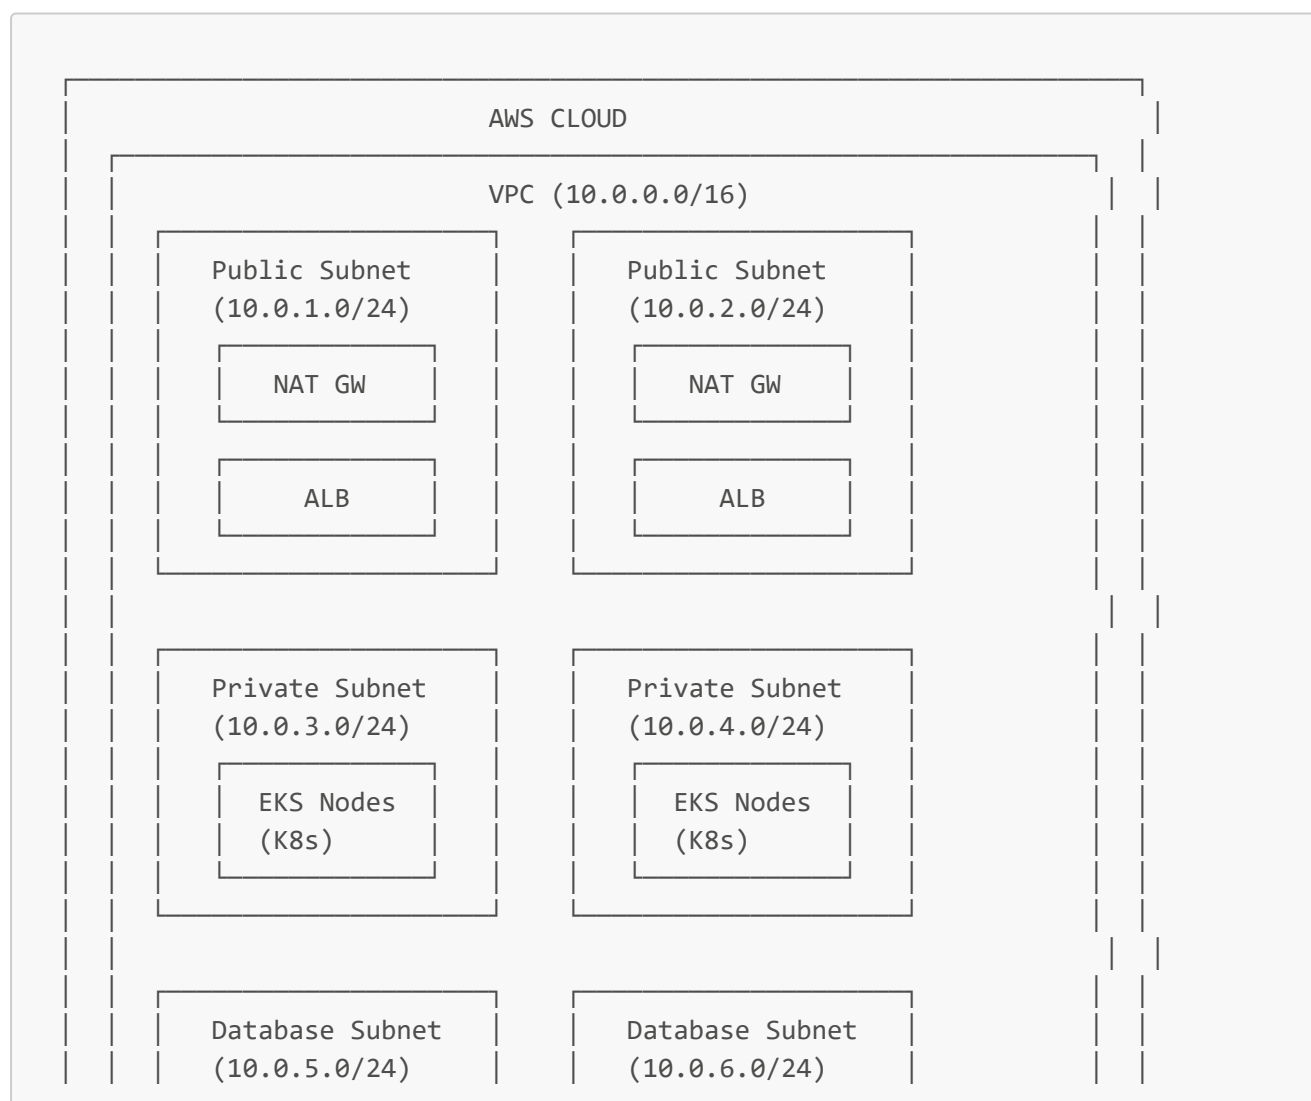 AWS CLOUD
VPC (10.0.0.0/16)
Public Subnet Public Subnet
(10.0.1.0/24) (10.0.2.0/24)
NAT GW NAT GW
ALB ALB
Private Subnet Private Subnet
(10.0.3.0/24) (10.0.4.0/24)
EKS Nodes EKS Nodes
(K8s) (K8s)
Database Subnet Database Subnet
(10.0.5.0/24) (10.0.6.0/24)